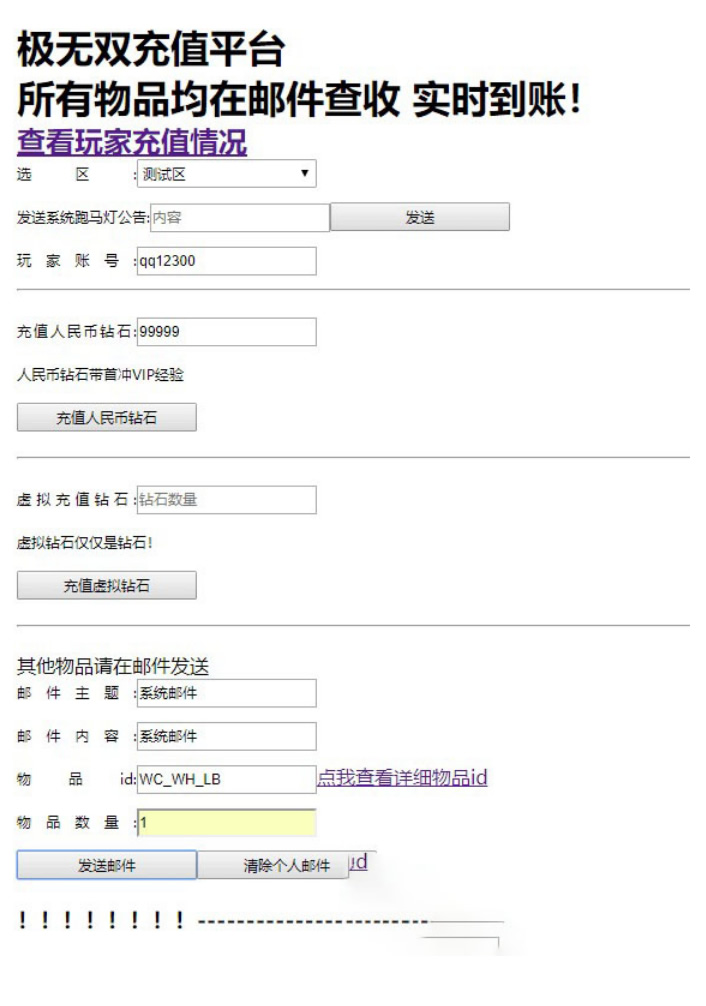 极无双充值平台
所有物品均在邮件查收 实时到账！
查看玩家充值情况
选 区 :测试区
发送系统跑马灯公告:内容 发送
玩 家 账 号 :qq12300
充值人民币钻石:99999
人民币钻石带首冲VIP经验
充值人民币钻石
虚拟充值钻石:钻石数量
虚拟钻石仅仅是钻石！
充值虚拟钻石
其他物品请在邮件发送
邮 件 主 题 :系统邮件
邮 件 内 容 :系统邮件
物 品 id:WC_WH_LB 点我查看详细物品id
物 品 数 量 :1
发送邮件 清除个人邮件 id
！！！！！！！！------------------------